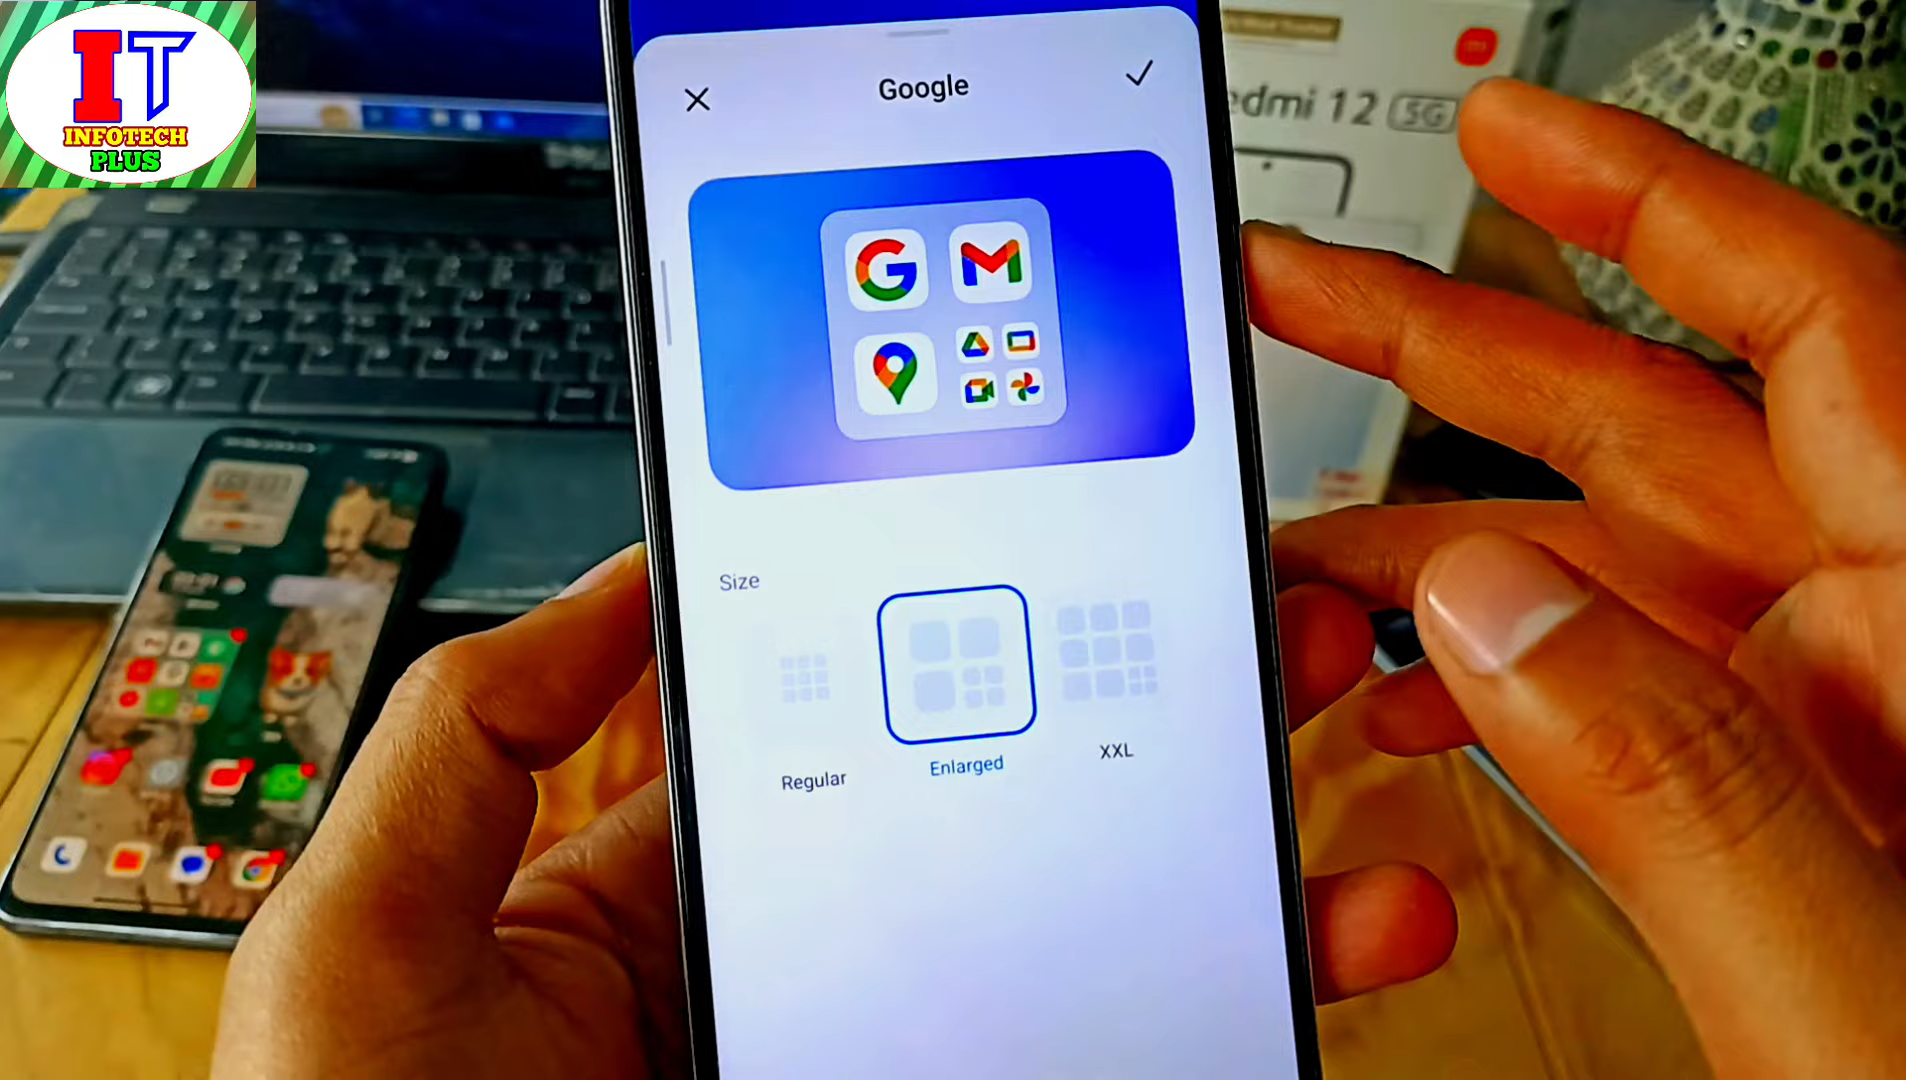 IT
INFOTECH
PLUS
Google
edmi 12 5G
Size
Regular
Enlarged
XXL